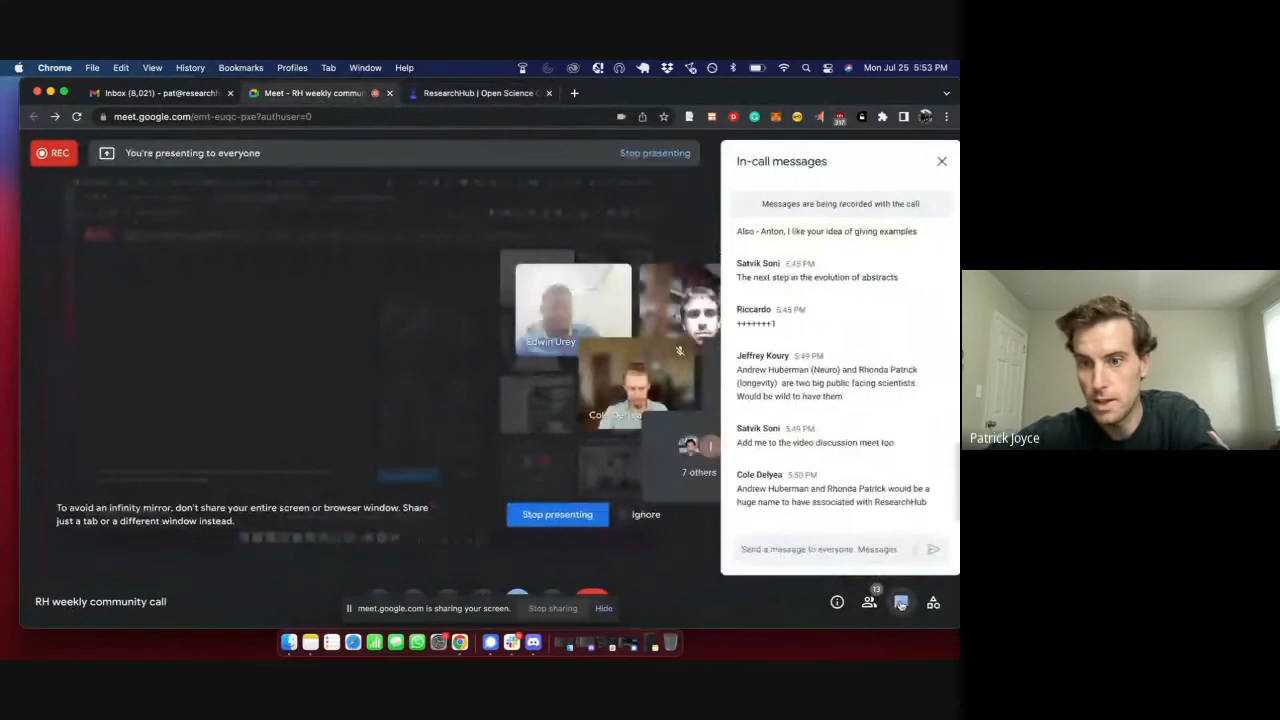 Chrome File Edit View History Bookmarks Profiles Tab Window Help Mon Jul 25 5:53 PM
Inbox (8,021) - pat@researchh Meet - RH weekly commun ResearchHub | Open Science C
meet.google.com/emt-euqc-pxe?authuser=0
REC You're presenting to everyone Stop presenting
In-call messages
Messages are being recorded with the call
Also - Anton, I like your idea of giving examples
Satvik Soni 5:45 PM
The next step in the evolution of abstracts
Riccardo 5:45 PM
+++++++1
Jeffrey Koury 5:49 PM
Andrew Huberman (Neuro) and Rhonda Patrick
(longevity) are two big public facing scientists.
Would be wild to have them
Satvik Soni 5:49 PM
Add me to the video discussion meet too
Cole Delyea 5:50 PM
Andrew Huberman and Rhonda Patrick would be a
huge name to have associated with ResearchHub
Send a message to everyone. Messages
Edwin Urey
Cole Delyea
7 others
To avoid an infinity mirror, don't share your entire screen or browser window. Share
just a tab or a different window instead.
Stop presenting Ignore
RH weekly community call
meet.google.com is sharing your screen. Stop sharing Hide
13
Patrick Joyce